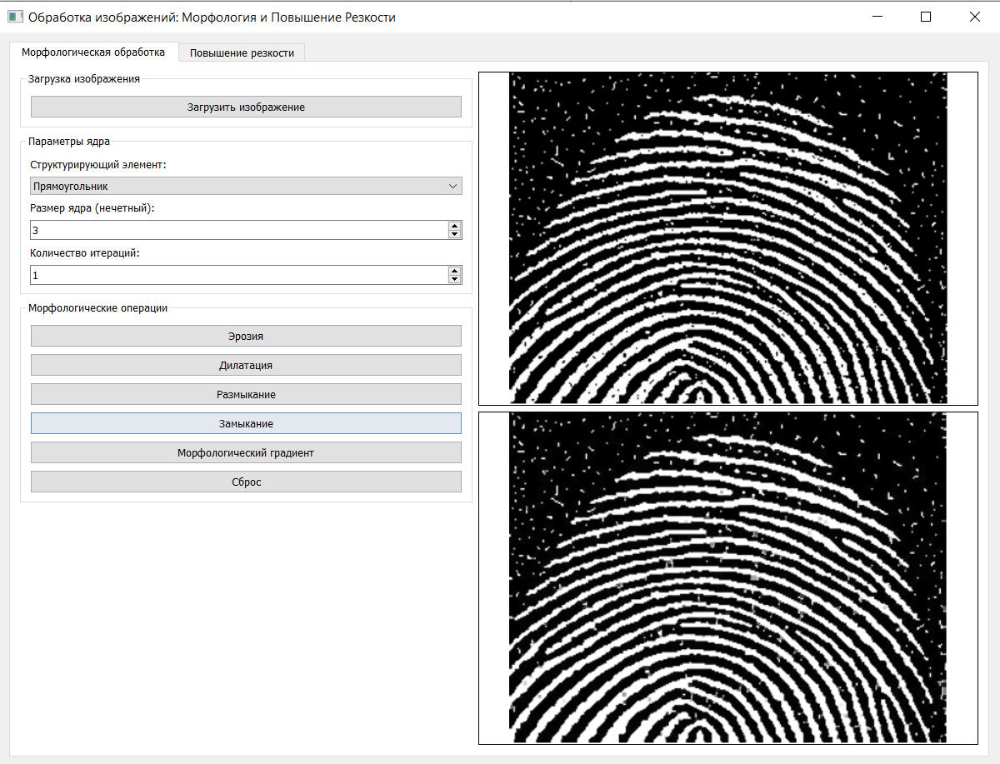 Обработка изображений: Морфология и Повышение Резкости
Морфологическая обработка
Повышение резкости
Загрузка изображения
Загрузить изображение
Параметры ядра
Структурирующий элемент:
Прямоугольник
Размер ядра (нечетный):
3
Количество итераций:
1
Морфологические операции
Эрозия
Дилатация
Размыкание
Замыкание
Морфологический градиент
Сброс